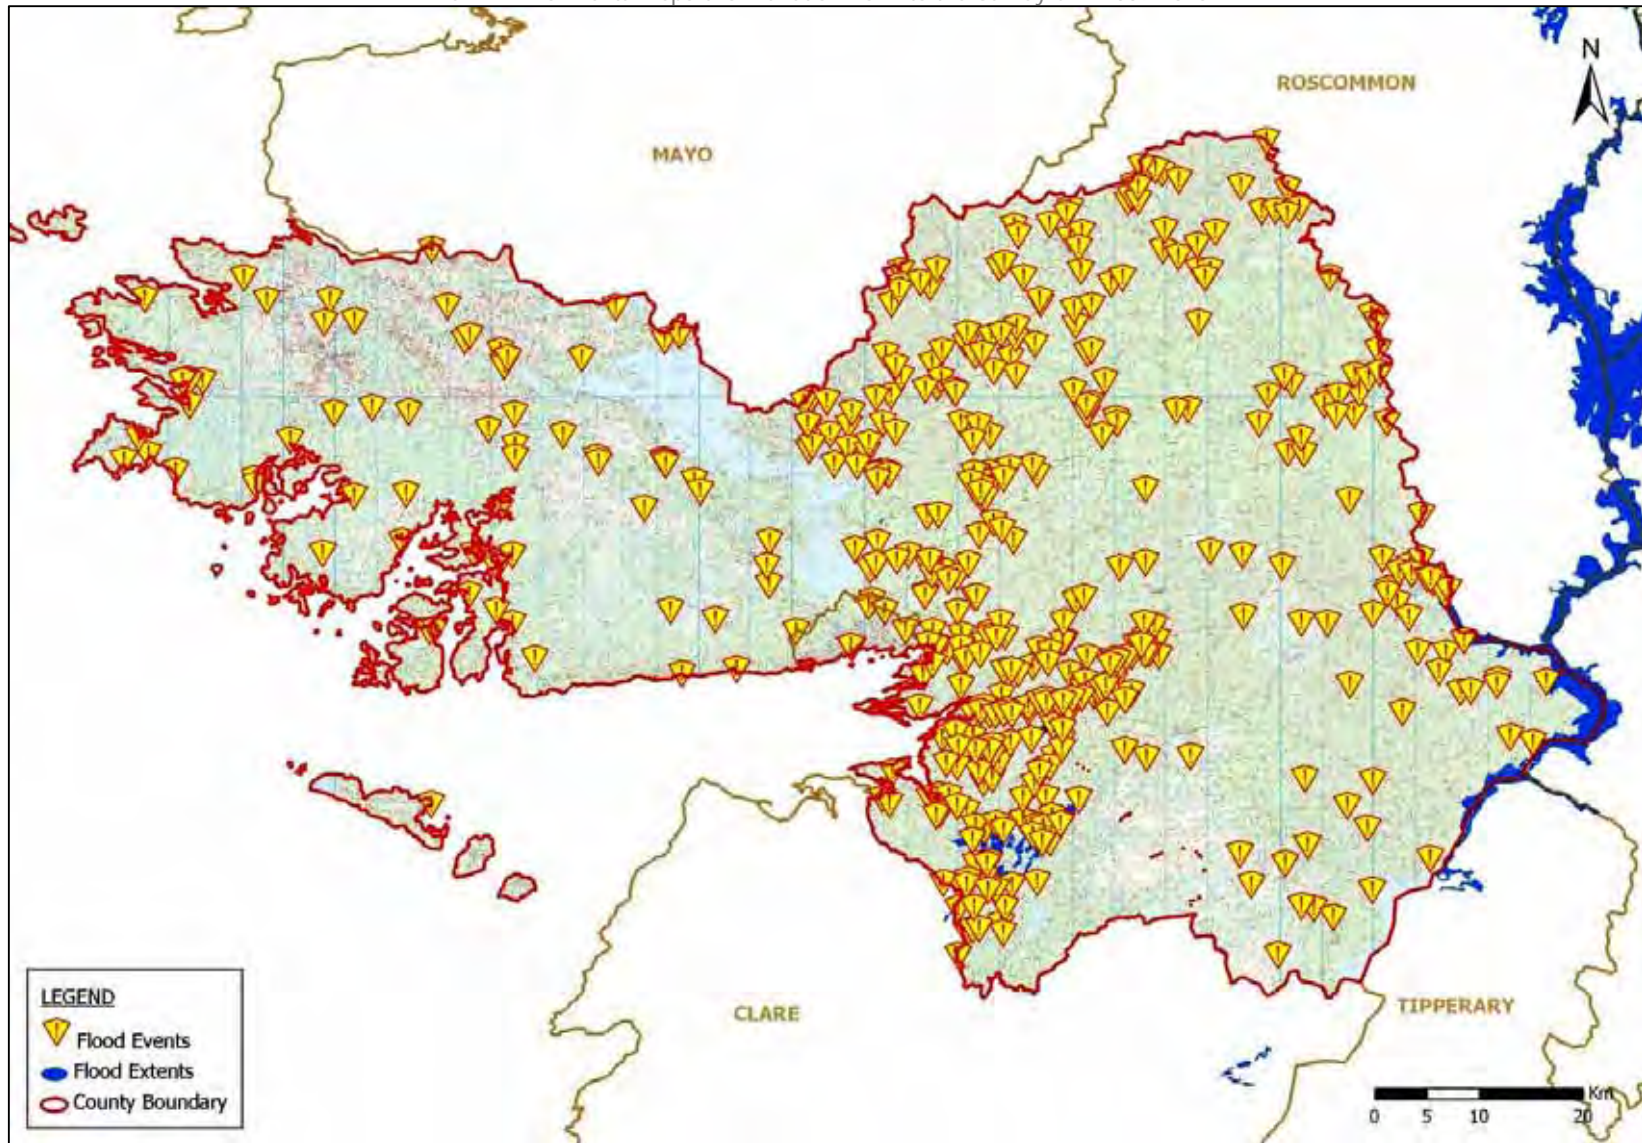 N
ROSCOMMON
MAYO
CLARE
TIPPERARY
LEGEND
Flood Events
Flood Extents
County Boundary
Km
0 5 10 20